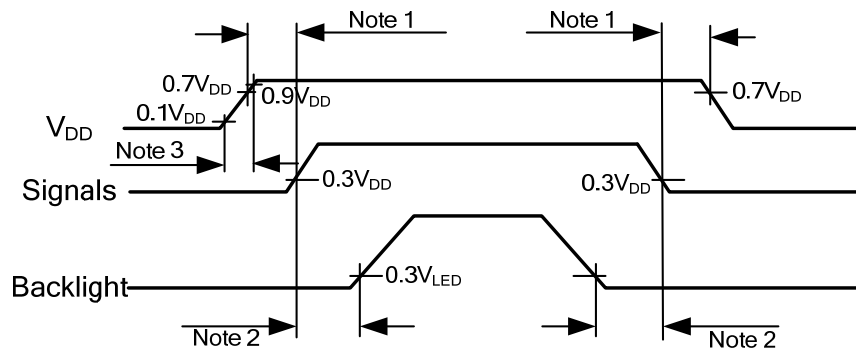 Note 1 Note 1
0.7VDD 0.9VDD 0.7VDD
0.1VDD
VDD
Note 3
Signals 0.3VDD 0.3VDD
Backlight 0.3VLED
Note 2 Note 2